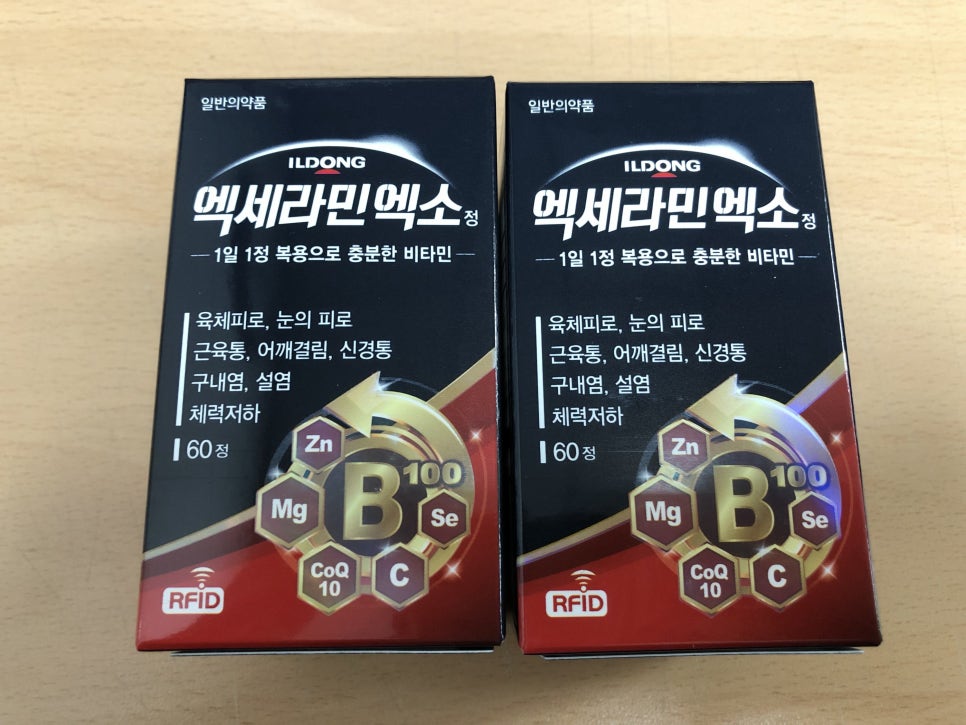 일반의약품
ILDONG
엑세라민엑소정
1일 1정 복용으로 충분한 비타민
육체피로, 눈의 피로
근육통, 어깨결림, 신경통
구내염, 설염
체력저하
60정
Zn
B100
Mg
Se
CoQ
10
C
RFiD
일반의약품
ILDONG
엑세라민엑소정
1일 1정 복용으로 충분한 비타민
육체피로, 눈의 피로
근육통, 어깨결림, 신경통
구내염, 설염
체력저하
60정
Zn
B100
Mg
Se
CoQ
10
C
RFiD